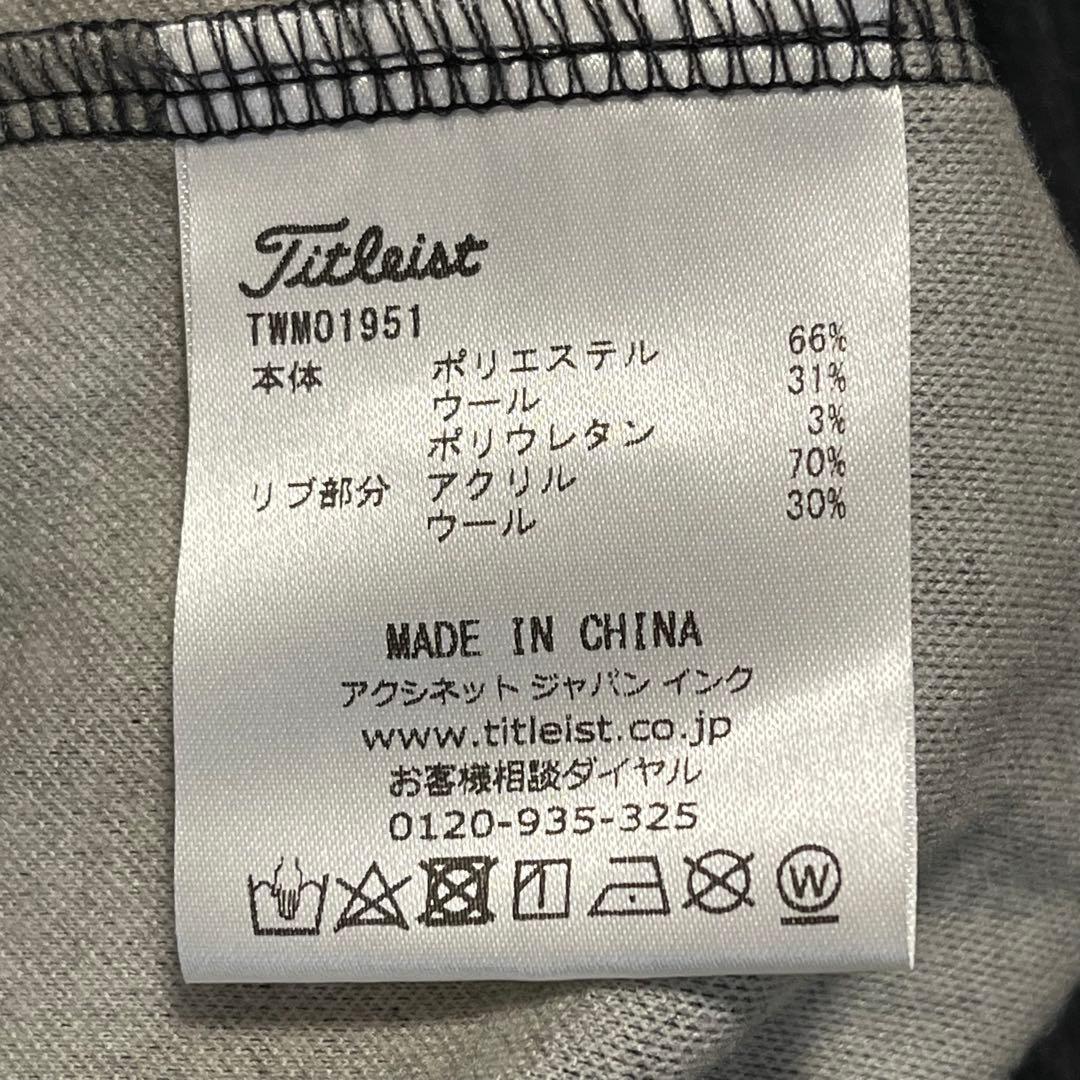 Titleist
TWM01951
本体 ポリエステル 66%
ウール 31%
ポリウレタン 3%
リブ部分 アクリル 70%
ウール 30%
MADE IN CHINA
アクシネット ジャパン インク
www.titleist.co.jp
お客様相談ダイヤル
0120-935-325
W